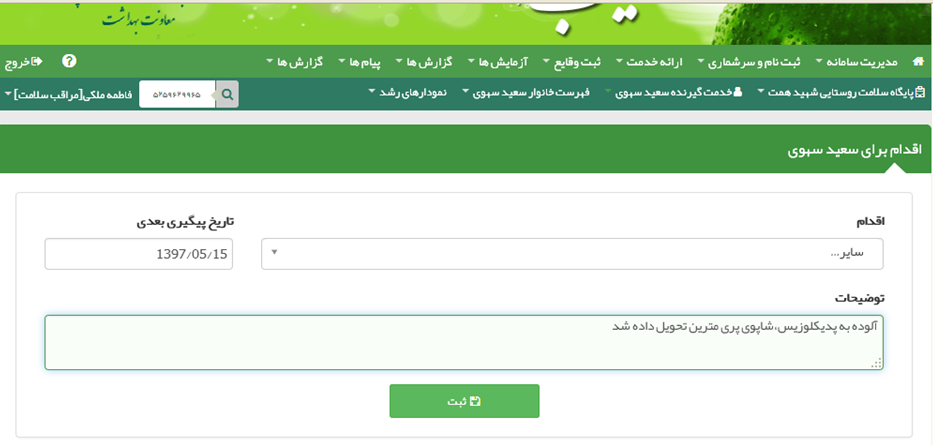 معاونت بهداشت
سیب
مدیریت سامانه ثبت نام و سرشماری ارائه خدمت ثبت وقایع آزمایش ها گزارش ها پیام ها گزارش ها ? خروج
پایگاه سلامت روستایی شهید همت خدمت گیرنده سعید سهوی فهرست خانوار سعید سهوی نمودارهای رشد ۵۲۵۹۶۲۹۹۶۵ فاطمه ملکی[مراقب سلامت]
اقدام برای سعید سهوی
اقدام تاریخ پیگیری بعدی
سایر... 1397/05/15
توضیحات
آلوده به پدیکلوزیس،شاپوی پری مترین تحویل داده شد
ثبت